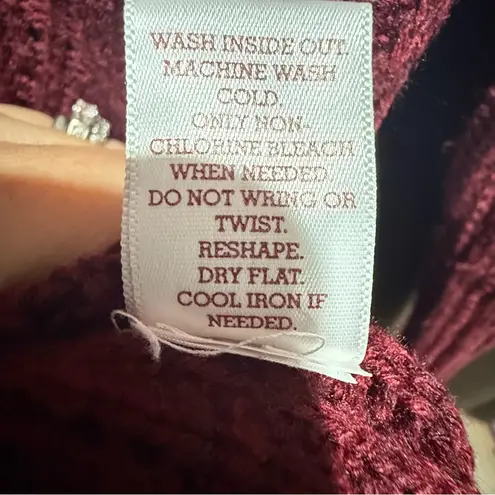 WASH INSIDE OUT.
MACHINE WASH
COLD.
ONLY NON-
CHLORINE BLEACH
WHEN NEEDED
DO NOT WRING OR
TWIST.
RESHAPE.
DRY FLAT.
COOL IRON IF
NEEDED.